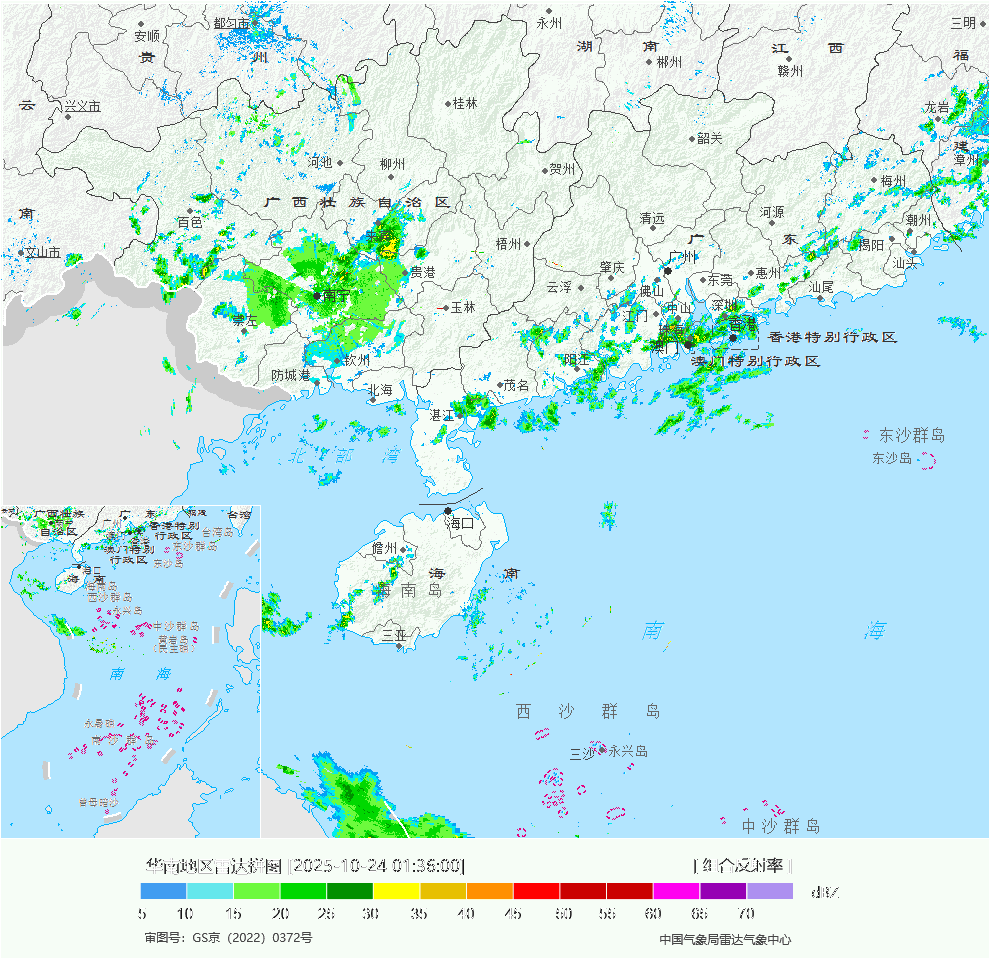 永州
三明
都匀市
安顺
湖 南
江 西
贵 州
郴州
赣州
福
云
兴义市
桂林
龙岩
韶关
建
漳州
河池
柳州
贺州
梅州
广 西 壮 族 自 治 区
南
百色
清远
河源
潮州
文山市
梧州
广 东
揭阳
广州
汕头
贵港
肇庆
东莞
惠州
南宁
云浮
佛山
汕尾
玉林
中山
深圳
崇左
江门
珠海
香港
香港特别行政区
澳门
钦州
阳江
澳门特别行政区
防城港
茂名
北海
湛江
东沙群岛
北 部 湾
东沙岛
海口
儋州
海 南
海 南 岛
三亚
南 海
西 沙 群 岛
三沙
永兴岛
中 沙 群 岛
广西壮族
自治区
广 东
福建
台湾
香港特别
行政区
台湾岛
澳门特别
行政区
东沙群岛
东沙岛
海口
海 南
海南岛
西沙群岛
永兴岛
中沙群岛
黄岩岛
南 海
永暑礁
南 沙 群 岛
曾母暗沙
华南地区雷达拼图 [2025-10-24 01:36:00]
[ 组合反射率 ]
dBZ
5 10 15 20 25 30 35 40 45 50 55 60 65 70
审图号：GS京（2022）0372号
中国气象局雷达气象中心